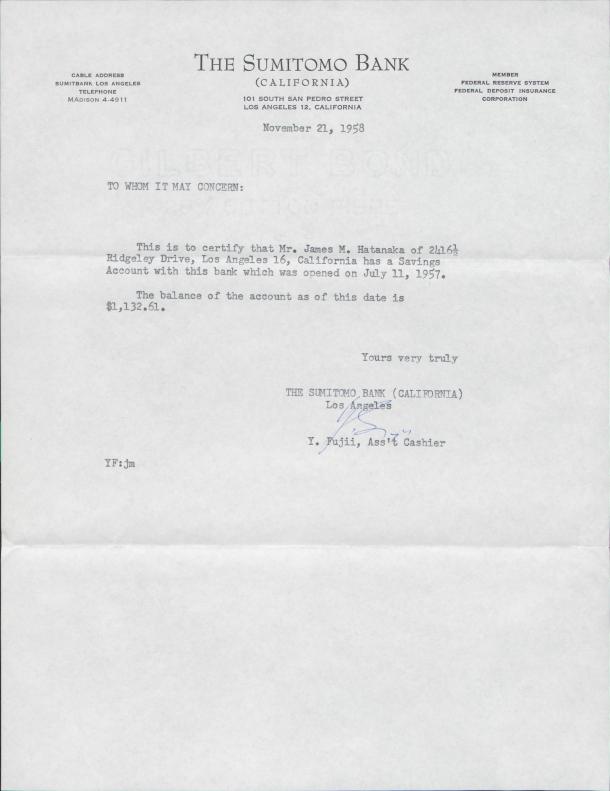 THE SUMITOMO BANK
(CALIFORNIA)
101 SOUTH SAN PEDRO STREET
LOS ANGELES 12, CALIFORNIA
CABLE ADDRESS
SUMITBANK LOS ANGELES
TELEPHONE
MADISON 4-4911
MEMBER
FEDERAL RESERVE SYSTEM
FEDERAL DEPOSIT INSURANCE
CORPORATION
November 21, 1958
GILBERT BOND
TO WHOM IT MAY CONCERN:
This is to certify that Mr. James M. Hatanaka of 2416½
Ridgeley Drive, Los Angeles 16, California has a Savings
Account with this bank which was opened on July 11, 1957.
The balance of the account as of this date is
$1,132.61.
Yours very truly
THE SUMITOMO BANK (CALIFORNIA)
Los Angeles
Y. Fujii, Ass't Cashier
YF:jm